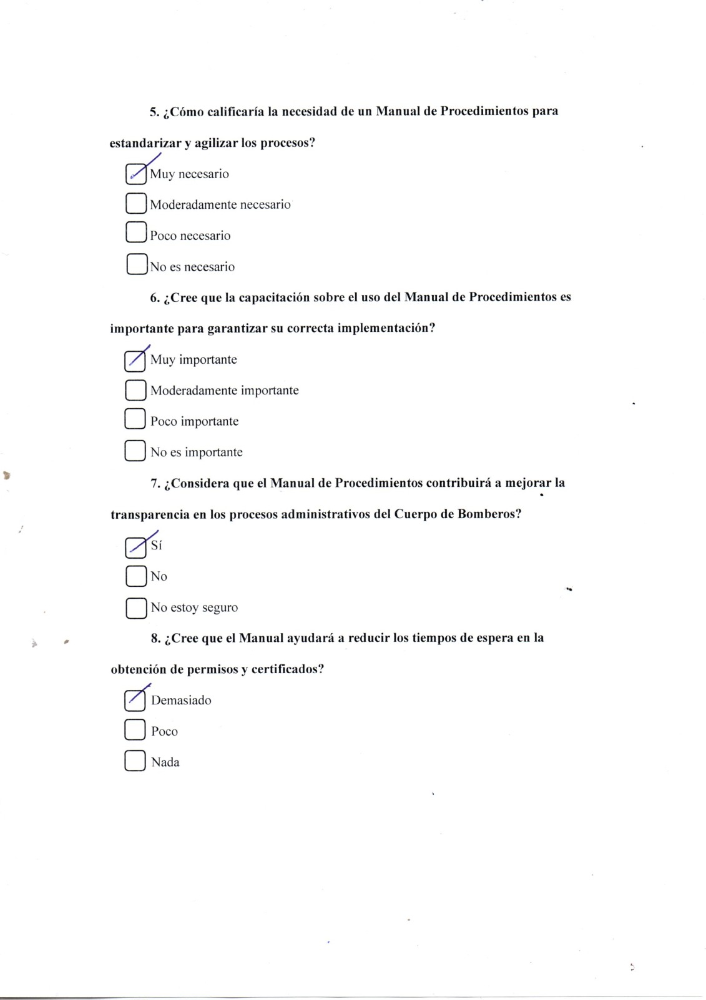 5. ¿Cómo calificaría la necesidad de un Manual de Procedimientos para
estandarizar y agilizar los procesos?
Muy necesario
Moderadamente necesario
Poco necesario
No es necesario
6. ¿Cree que la capacitación sobre el uso del Manual de Procedimientos es
importante para garantizar su correcta implementación?
Muy importante
Moderadamente importante
Poco importante
No es importante
7. ¿Considera que el Manual de Procedimientos contribuirá a mejorar la
transparencia en los procesos administrativos del Cuerpo de Bomberos?
Sí
No
No estoy seguro
8. ¿Cree que el Manual ayudará a reducir los tiempos de espera en la
obtención de permisos y certificados?
Demasiado
Poco
Nada